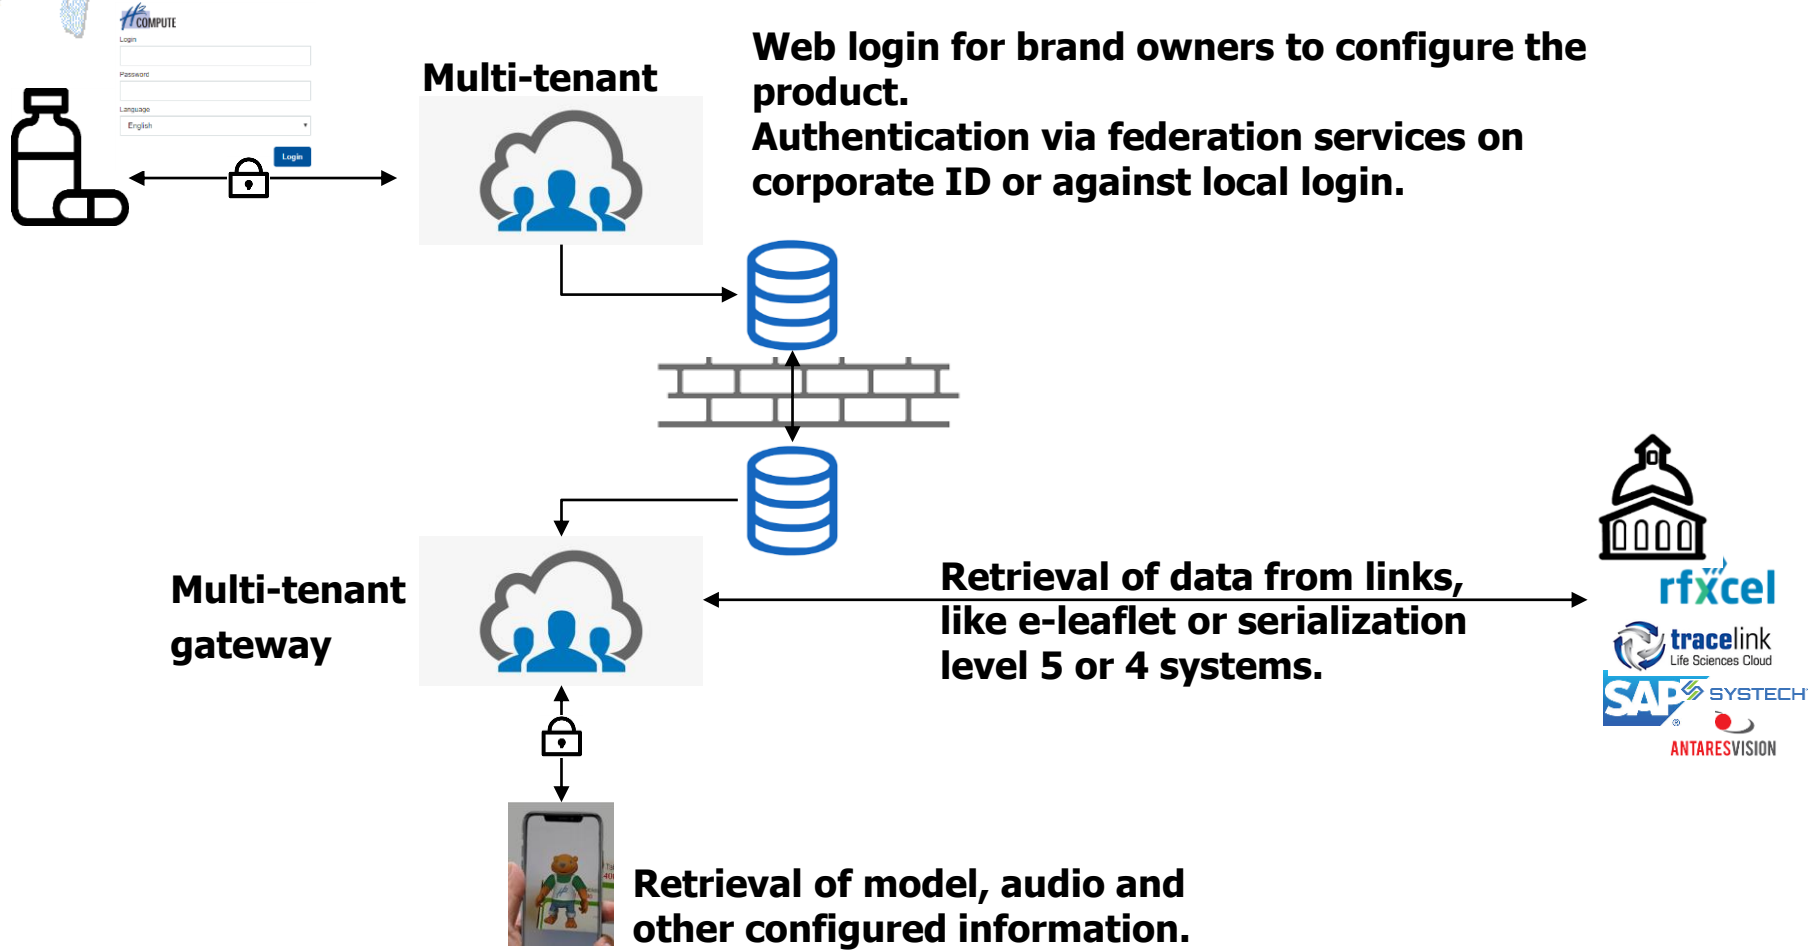 H2 COMPUTE
Login
Password
Language
English
Login
Multi-tenant
Web login for brand owners to configure the
product.
Authentication via federation services on
corporate ID or against local login.
Multi-tenant
gateway
Retrieval of data from links,
like e-leaflet or serialization
level 5 or 4 systems.
rfxcel
tracelink
Life Sciences Cloud
SAP
®
SYSTECH
ANTARESVISION
Retrieval of model, audio and
other configured information.